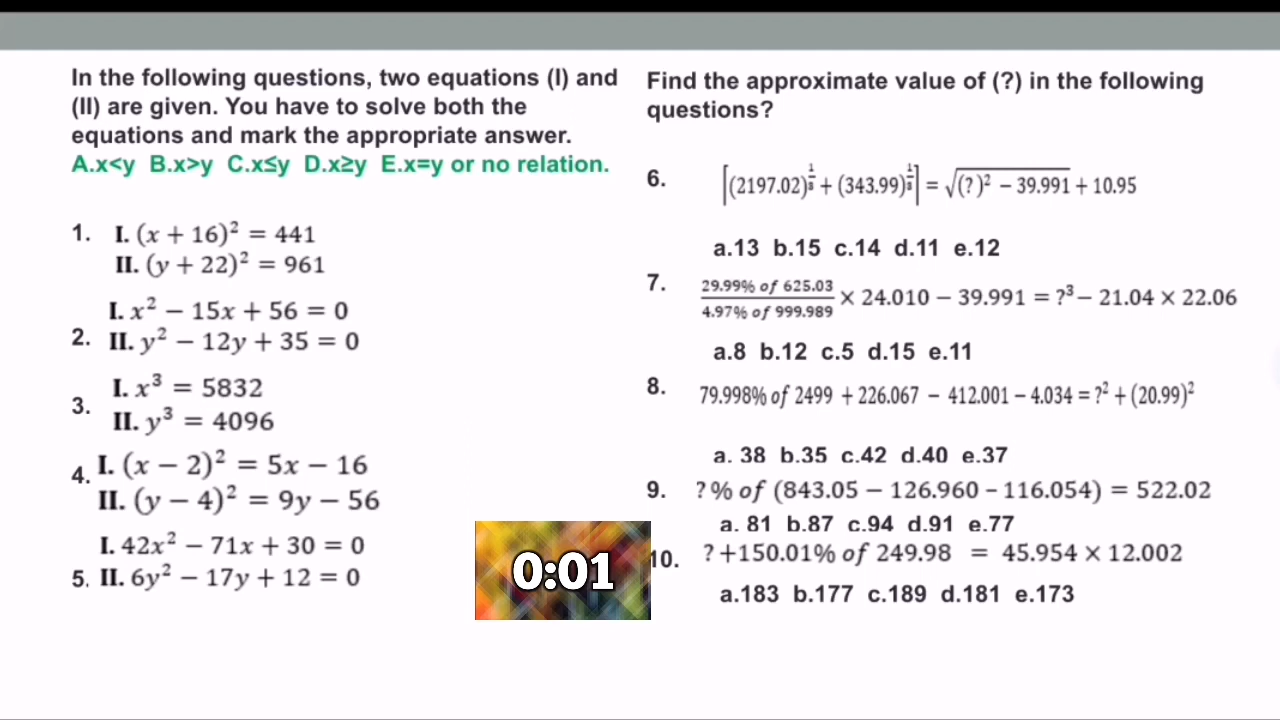 In the following questions, two equations (I) and
(II) are given. You have to solve both the
equations and mark the appropriate answer.
A.x<y B.x>y C.x≤y D.x≥y E.x=y or no relation.
1. I. (x + 16)² = 441
II. (y + 22)² = 961
I. x² − 15x + 56 = 0
2. II. y² − 12y + 35 = 0
I. x³ = 5832
3.
II. y³ = 4096
4. I. (x − 2)² = 5x − 16
II. (y − 4)² = 9y − 56
I. 42x² − 71x + 30 = 0
5. II. 6y² − 17y + 12 = 0
0:01
Find the approximate value of (?) in the following
questions?
6. [(2197.02)^(1/3) + (343.99)^(1/3)] = √((?)² − 39.991) + 10.95
a.13 b.15 c.14 d.11 e.12
7. (29.99% of 625.03)/(4.97% of 999.989) × 24.010 − 39.991 = ?³ − 21.04 × 22.06
a.8 b.12 c.5 d.15 e.11
8. 79.998% of 2499 + 226.067 − 412.001 − 4.034 = ?² + (20.99)²
a. 38 b.35 c.42 d.40 e.37
9. ?% of (843.05 − 126.960 − 116.054) = 522.02
a. 81 b.87 c.94 d.91 e.77
10. ? +150.01% of 249.98 = 45.954 × 12.002
a.183 b.177 c.189 d.181 e.173